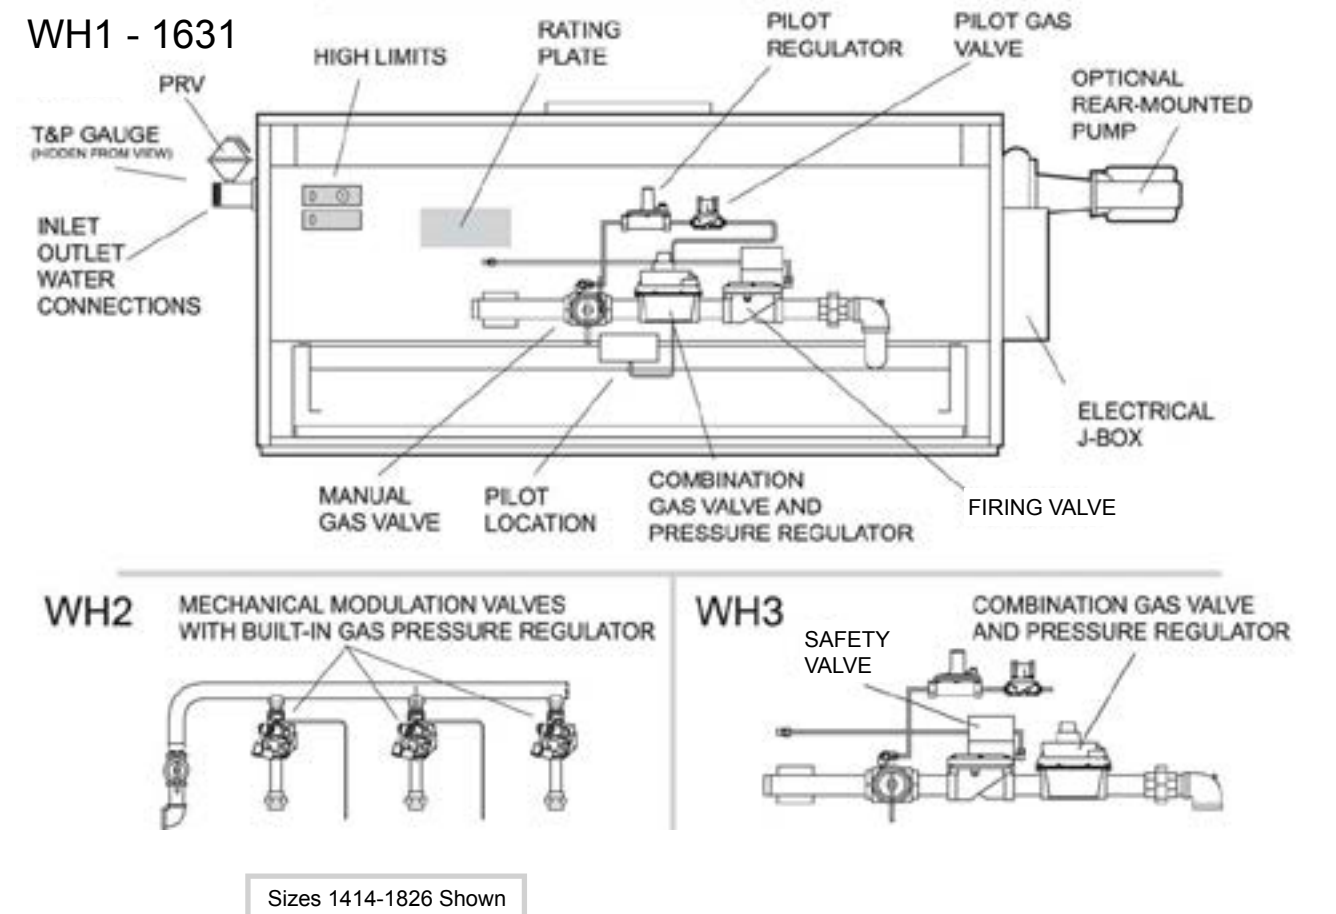 WH1 - 1631
HIGH LIMITS
RATING
PLATE
PILOT
REGULATOR
PILOT GAS
VALVE
PRV
OPTIONAL
REAR-MOUNTED
PUMP
T&P GAUGE
(HIDDEN FROM VIEW)
INLET
OUTLET
WATER
CONNECTIONS
ELECTRICAL
J-BOX
MANUAL
GAS VALVE
PILOT
LOCATION
COMBINATION
GAS VALVE AND
PRESSURE REGULATOR
FIRING VALVE
WH2
MECHANICAL MODULATION VALVES
WITH BUILT-IN GAS PRESSURE REGULATOR
WH3
SAFETY
VALVE
COMBINATION GAS VALVE
AND PRESSURE REGULATOR
Sizes 1414-1826 Shown